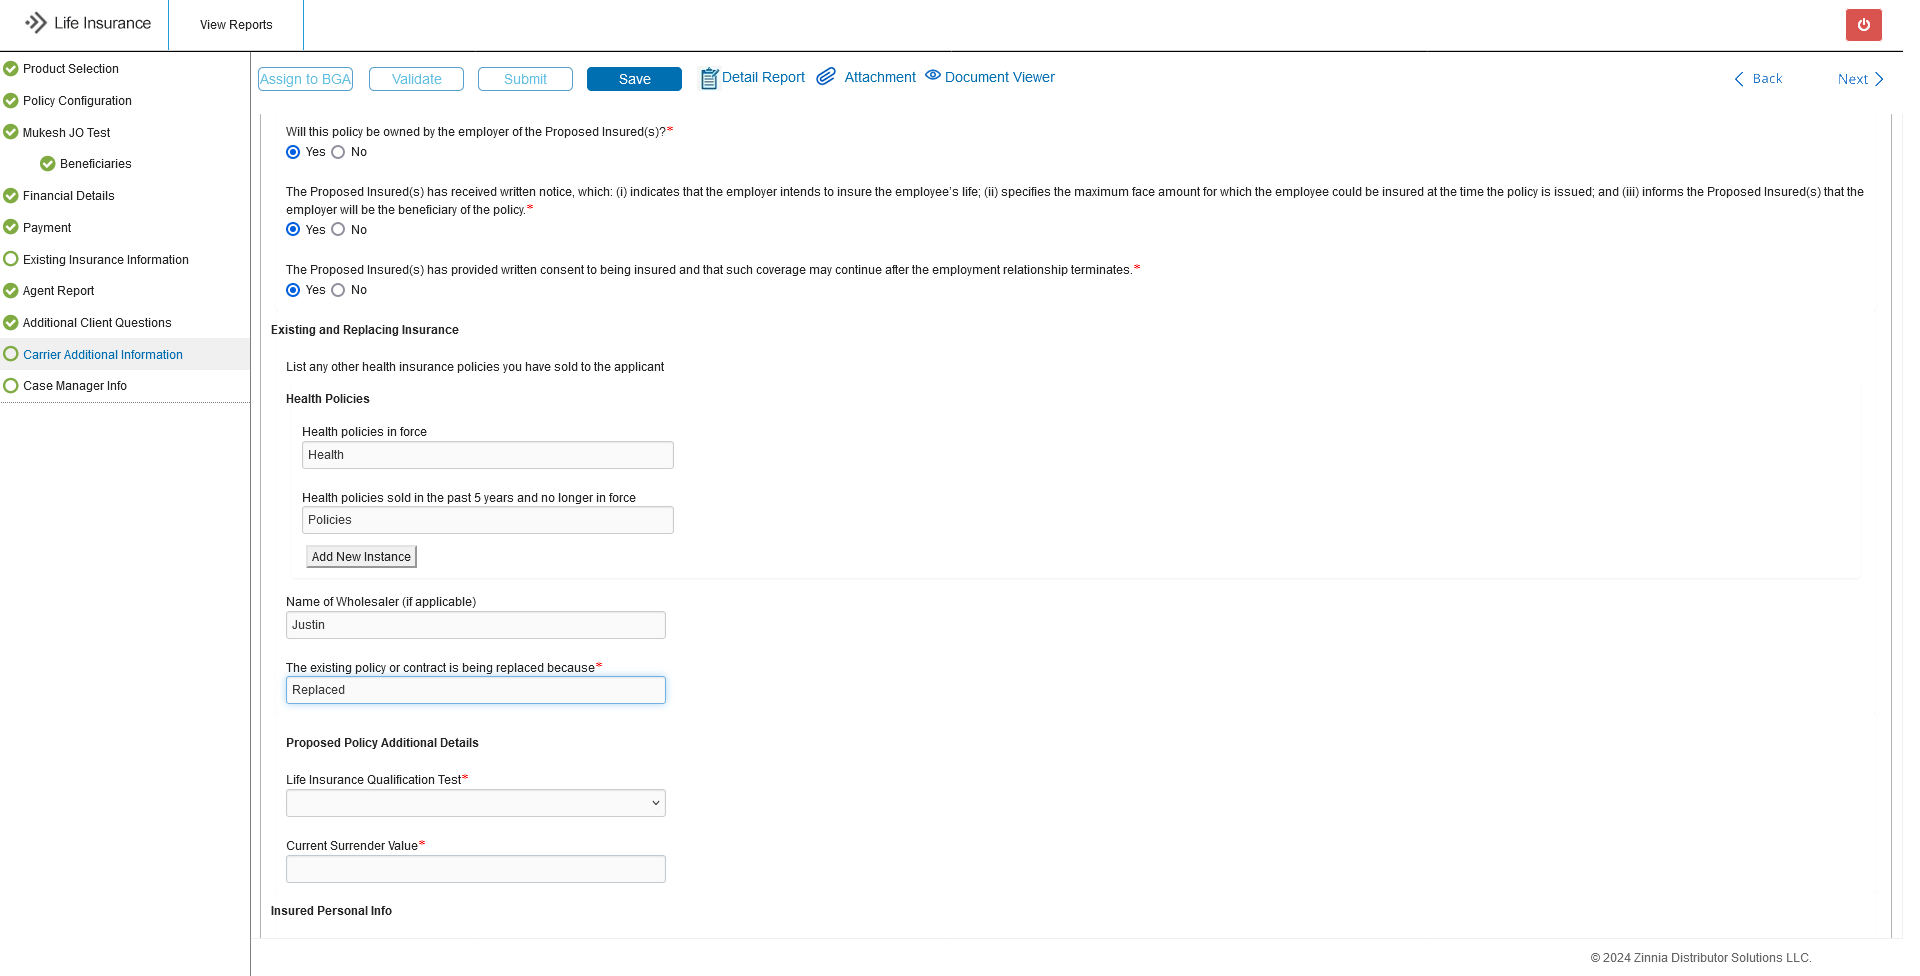 Life Insurance
View Reports
Product Selection
Policy Configuration
Mukesh JO Test
Beneficiaries
Financial Details
Payment
Existing Insurance Information
Agent Report
Additional Client Questions
Carrier Additional Information
Case Manager Info
Assign to BGA
Validate
Submit
Save
Detail Report
Attachment
Document Viewer
Back
Next
Will this policy be owned by the employer of the Proposed Insured(s)?*
Yes No
The Proposed Insured(s) has received written notice, which: (i) indicates that the employer intends to insure the employee's life; (ii) specifies the maximum face amount for which the employee could be insured at the time the policy is issued; and (iii) informs the Proposed Insured(s) that the
employer will be the beneficiary of the policy.*
Yes No
The Proposed Insured(s) has provided written consent to being insured and that such coverage may continue after the employment relationship terminates.*
Yes No
Existing and Replacing Insurance
List any other health insurance policies you have sold to the applicant
Health Policies
Health policies in force
Health
Health policies sold in the past 5 years and no longer in force
Policies
Add New Instance
Name of Wholesaler (if applicable)
Justin
The existing policy or contract is being replaced because*
Replaced
Proposed Policy Additional Details
Life Insurance Qualification Test*
Current Surrender Value*
Insured Personal Info
© 2024 Zinnia Distributor Solutions LLC.